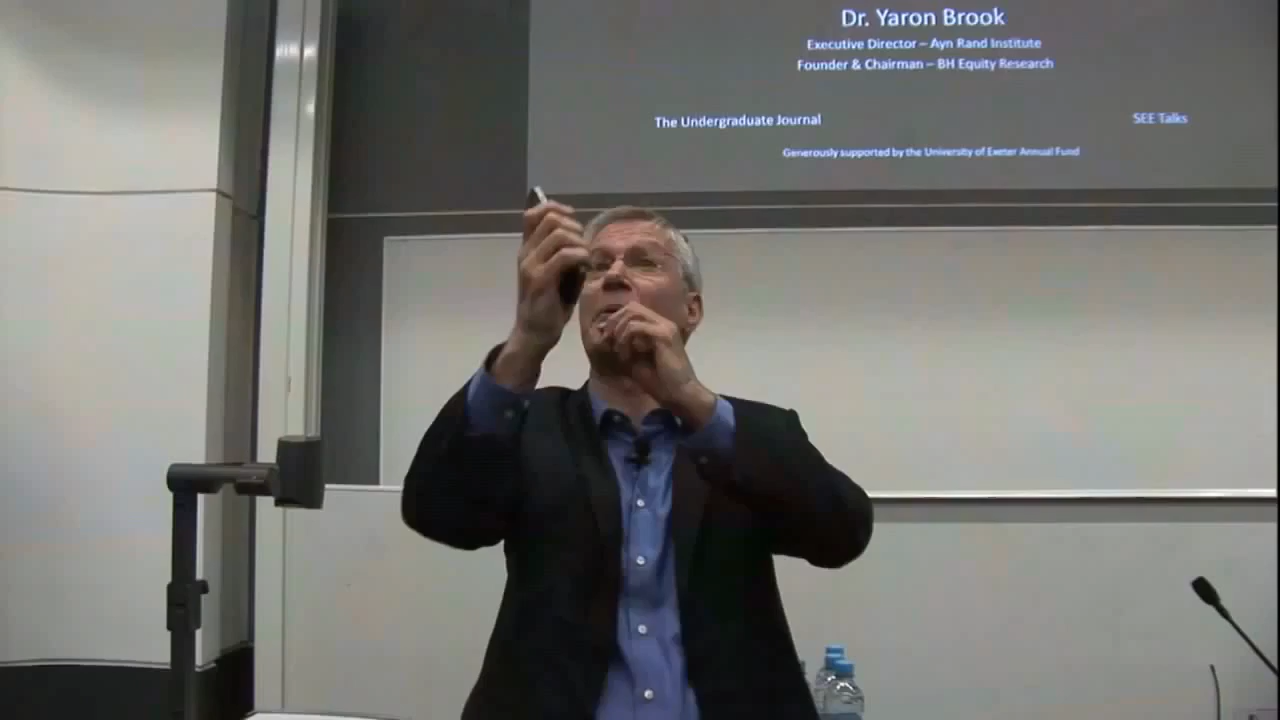 Dr. Yaron Brook
Executive Director – Ayn Rand Institute
Founder & Chairman – BH Equity Research
The Undergraduate Journal
SEE Talks
Generously supported by the University of Exeter Annual Fund